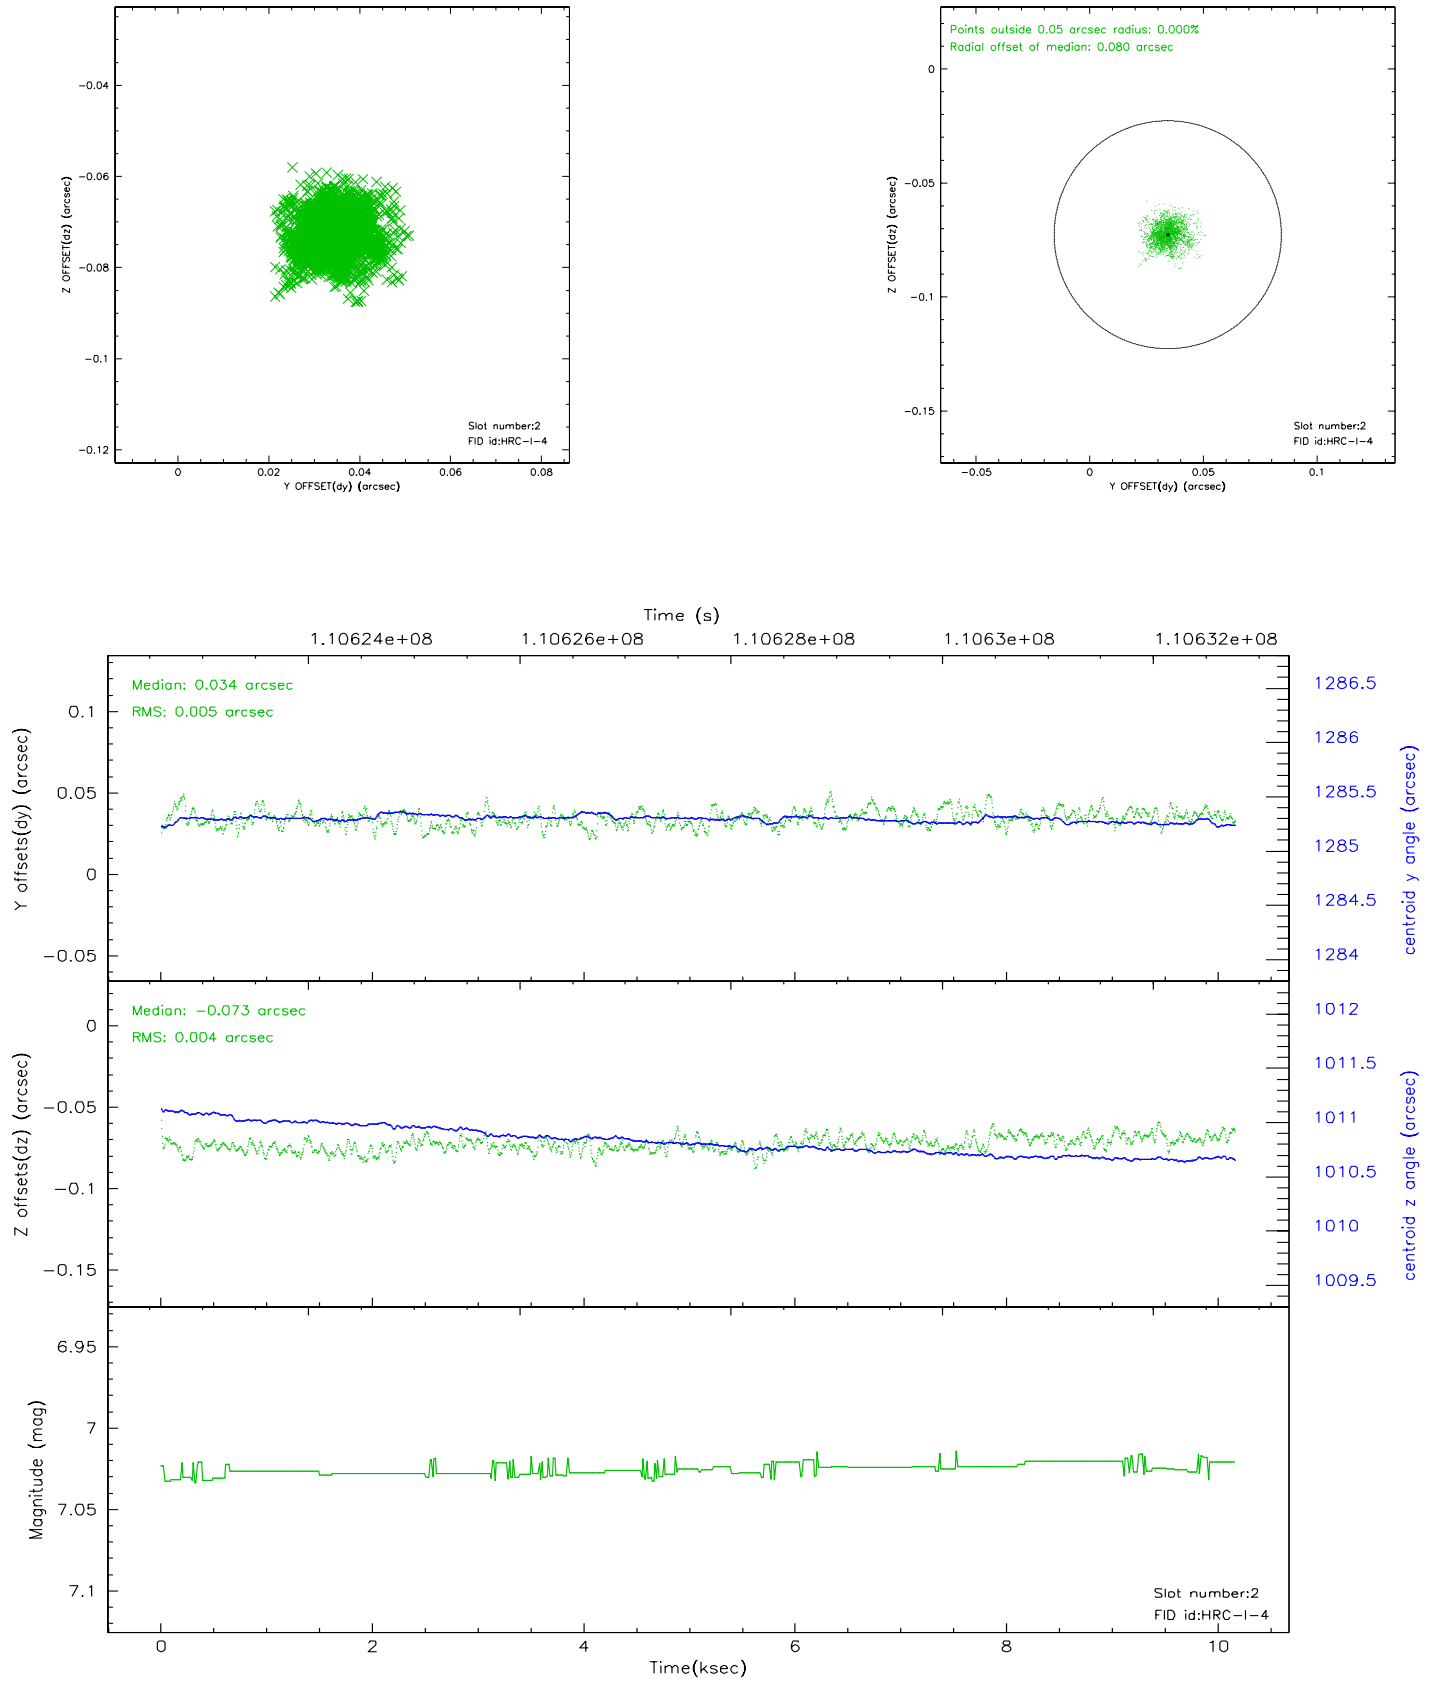 −0.04
−0.06
−0.08
−0.1
−0.12
Z OFFSET(dz) (arcsec)
0
0.02
0.04
0.06
0.08
Y OFFSET(dy) (arcsec)
Slot number:2
FID id:HRC−I−4
Points outside 0.05 arcsec radius: 0.000%
Radial offset of median: 0.080 arcsec
0
−0.05
−0.1
−0.15
Z OFFSET(dz) (arcsec)
−0.05
0
0.05
0.1
Y OFFSET(dy) (arcsec)
Slot number:2
FID id:HRC−I−4
Time (s)
1.10624e+08
1.10626e+08
1.10628e+08
1.1063e+08
1.10632e+08
Median: 0.034 arcsec
RMS: 0.005 arcsec
0.1
0.05
0
−0.05
Y offsets(dy) (arcsec)
1286.5
1286
1285.5
1285
1284.5
1284
centroid y angle (arcsec)
Median: −0.073 arcsec
RMS: 0.004 arcsec
0
−0.05
−0.1
−0.15
Z offsets(dz) (arcsec)
1012
1011.5
1011
1010.5
1010
1009.5
centroid z angle (arcsec)
6.95
7
7.05
7.1
Magnitude (mag)
Slot number:2
FID id:HRC−I−4
0
2
4
6
8
10
Time(ksec)